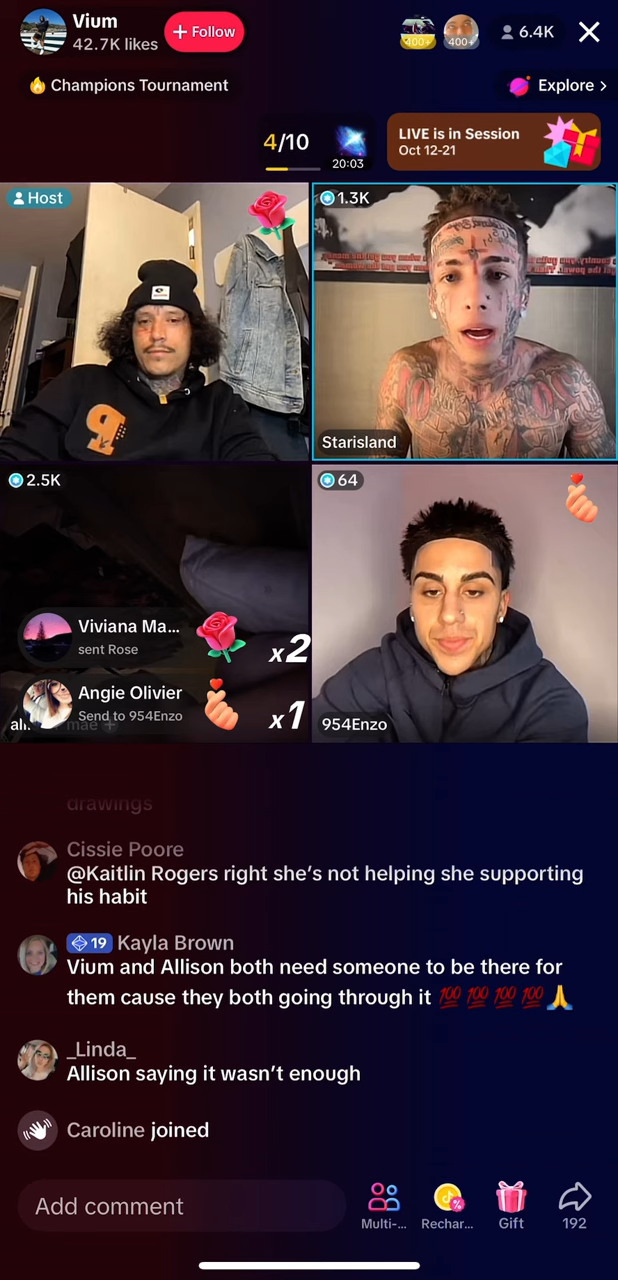 Vium
42.7K likes
+ Follow
400+
400+
6.4K
Champions Tournament
Explore >
4/10
20:03
LIVE is in Session
Oct 12-21
Host
1.3K
Starisland
2.5K
64
Viviana Ma...
sent Rose
x2
Angie Olivier
Send to 954Enzo
x1
mae
954Enzo
drawings
Cissie Poore
@Kaitlin Rogers right she's not helping she supporting
his habit
19 Kayla Brown
Vium and Allison both need someone to be there for
them cause they both going through it 💯💯💯💯🙏
_Linda_
Allison saying it wasn't enough
Caroline joined
Add comment
Multi-...
Rechar...
Gift
192